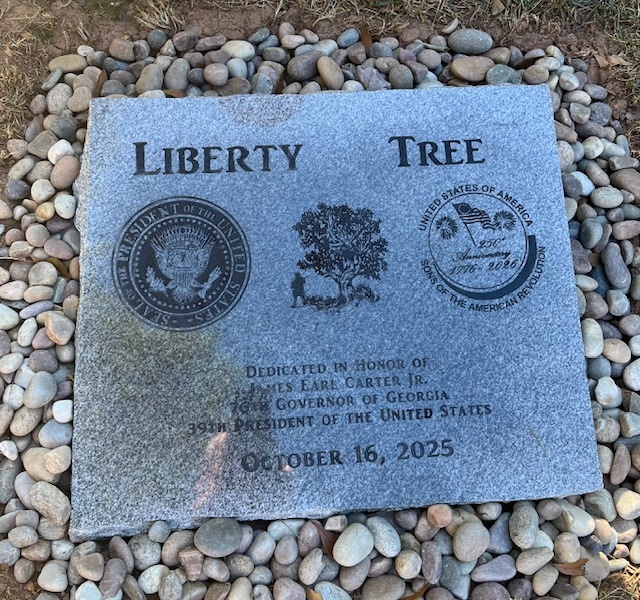 LIBERTY TREE
SEAL OF THE PRESIDENT OF THE UNITED STATES
UNITED STATES OF AMERICA
250th
Anniversary
1776 - 2026
SONS OF THE AMERICAN REVOLUTION
DEDICATED IN HONOR OF
JAMES EARL CARTER JR.
76TH GOVERNOR OF GEORGIA
39TH PRESIDENT OF THE UNITED STATES
OCTOBER 16, 2025